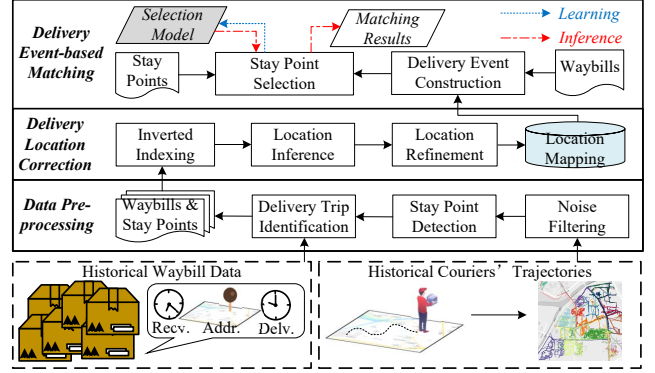 Delivery
Event-based
Matching
Selection
Model
Matching
Results
Learning
Inference
Stay
Points
Stay Point
Selection
Delivery Event
Construction
Waybills
Delivery
Location
Correction
Inverted
Indexing
Location
Inference
Location
Refinement
Location
Mapping
Data Pre-
processing
Waybills &
Stay Points
Delivery Trip
Identification
Stay Point
Detection
Noise
Filtering
Historical Waybill Data
Recv. Addr. Delv.
Historical Couriers’ Trajectories